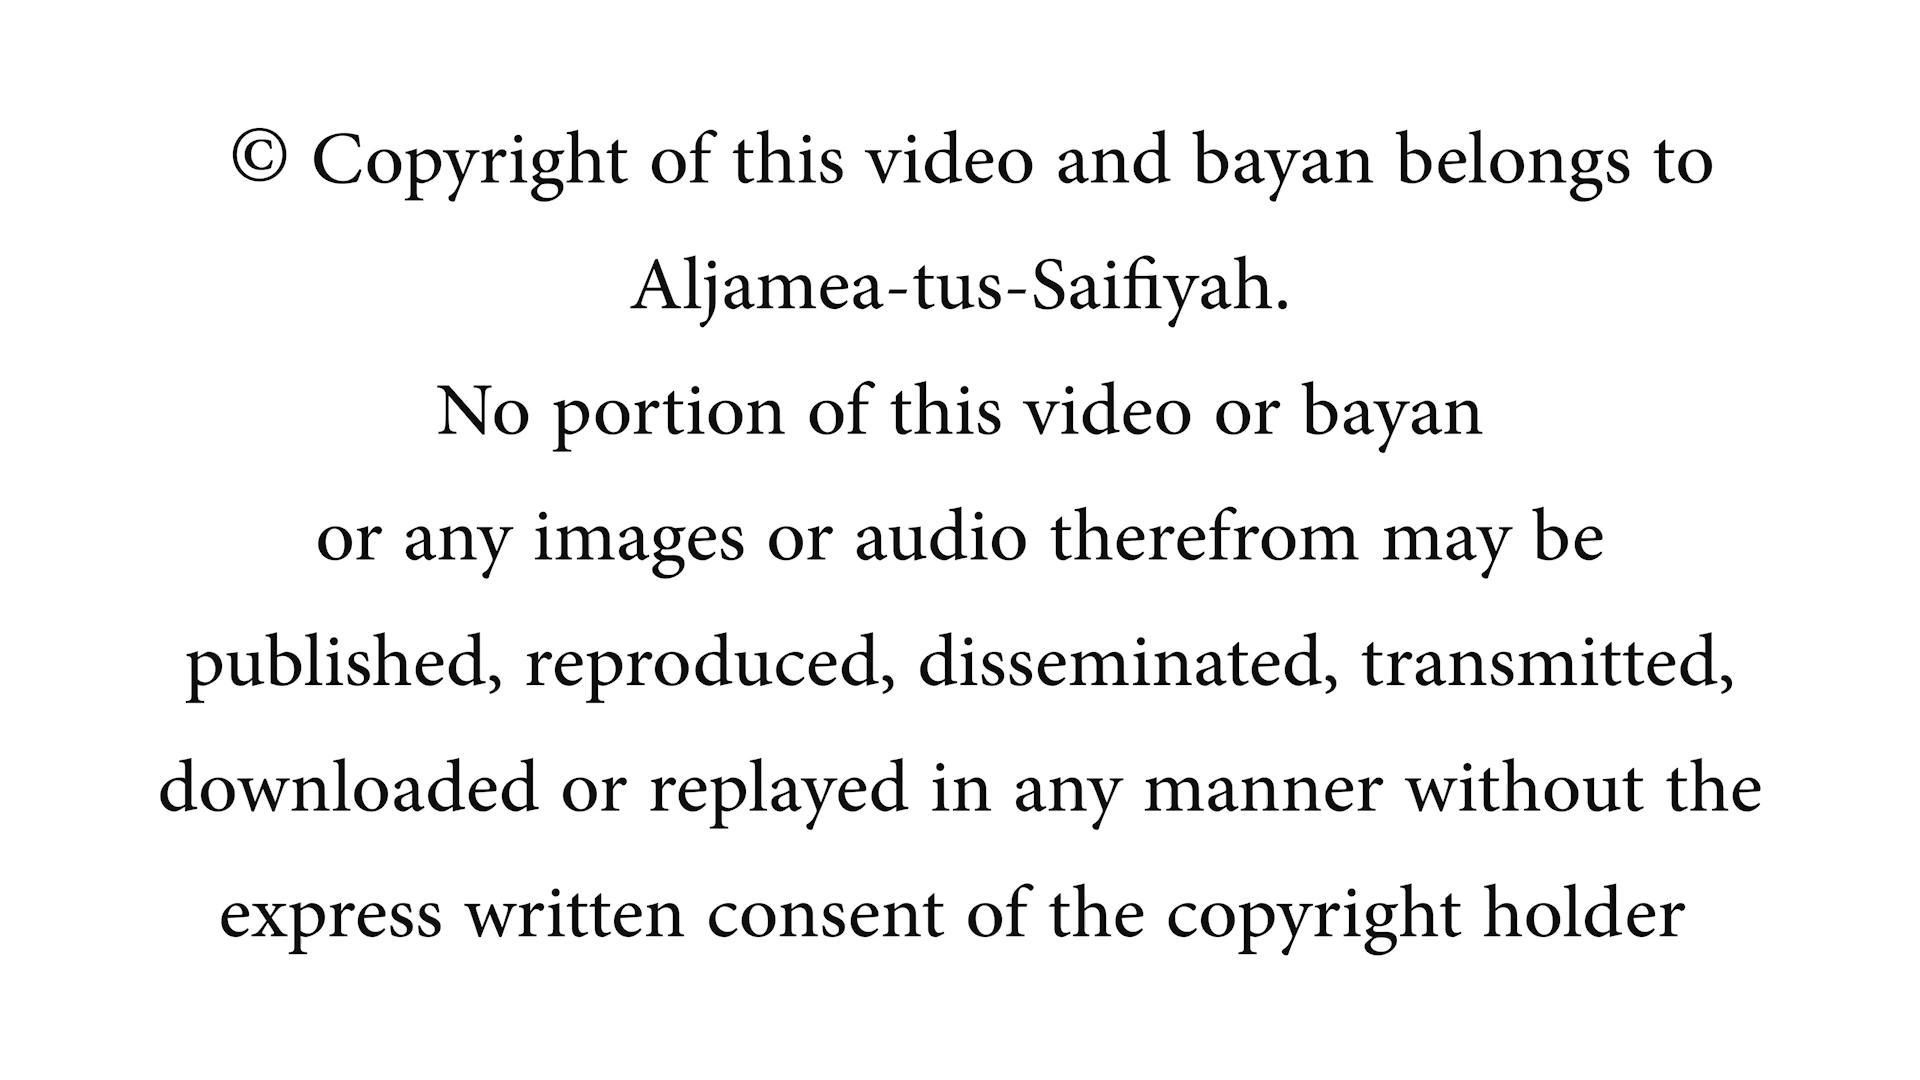 © Copyright of this video and bayan belongs to
Aljamea-tus-Saifiyah.
No portion of this video or bayan
or any images or audio therefrom may be
published, reproduced, disseminated, transmitted,
downloaded or replayed in any manner without the
express written consent of the copyright holder